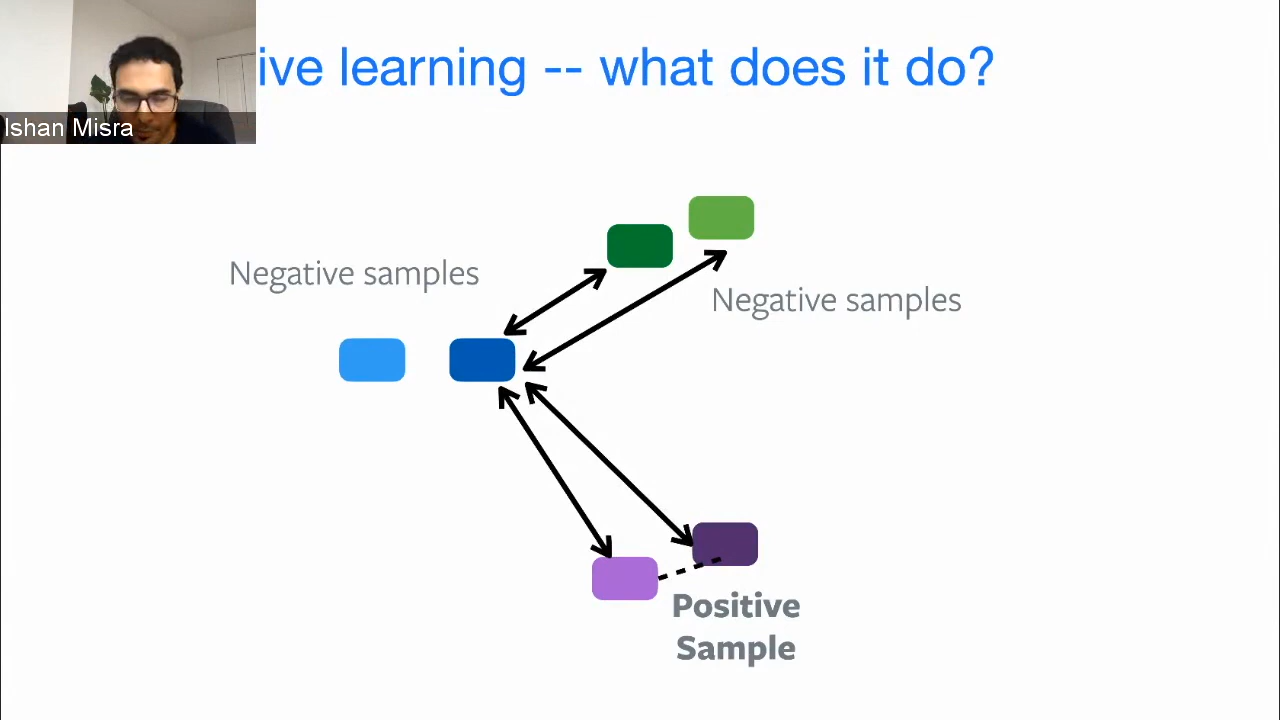 ive learning -- what does it do?
Ishan Misra
Negative samples
Negative samples
Positive
Sample